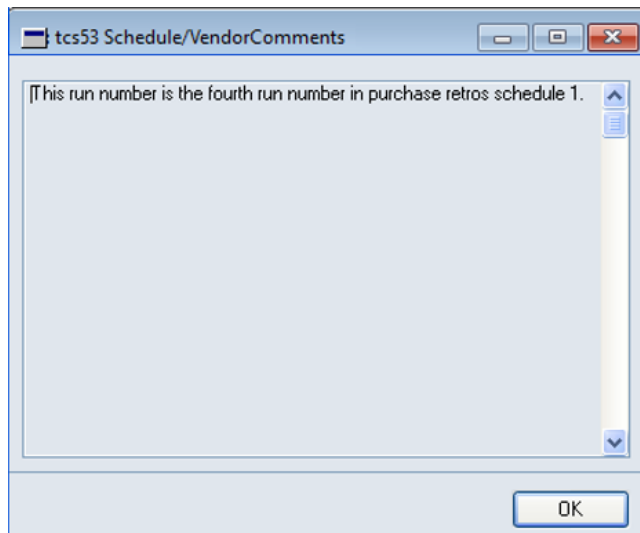 tcs53 Schedule/VendorComments
This run number is the fourth run number in purchase retros schedule 1.
OK